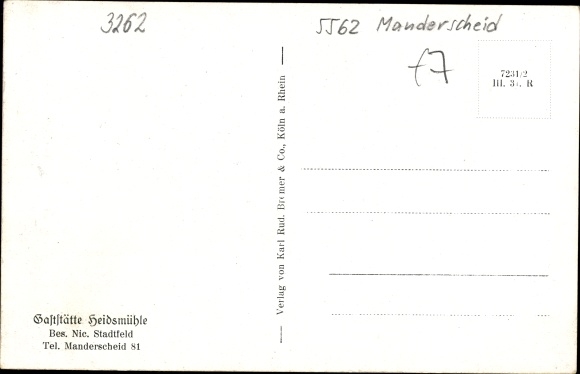 3262
5562 Manderscheid
f7
7231/2
III. 3 . R
Verlag von Karl Rud. Bremer & Co., Köln a. Rhein
Gaststätte Heidsmühle
Bes. Nic. Stadtfeld
Tel. Manderscheid 81